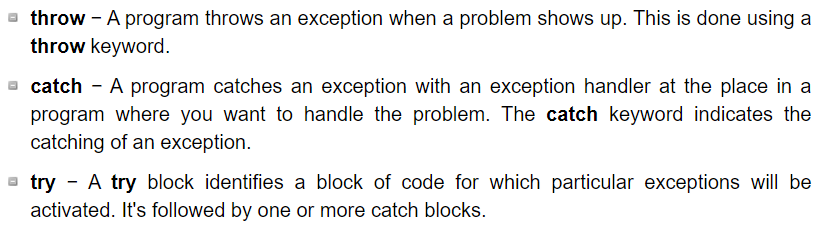 throw − A program throws an exception when a problem shows up. This is done using a
throw keyword.
catch − A program catches an exception with an exception handler at the place in a
program where you want to handle the problem. The catch keyword indicates the
catching of an exception.
try − A try block identifies a block of code for which particular exceptions will be
activated. It's followed by one or more catch blocks.